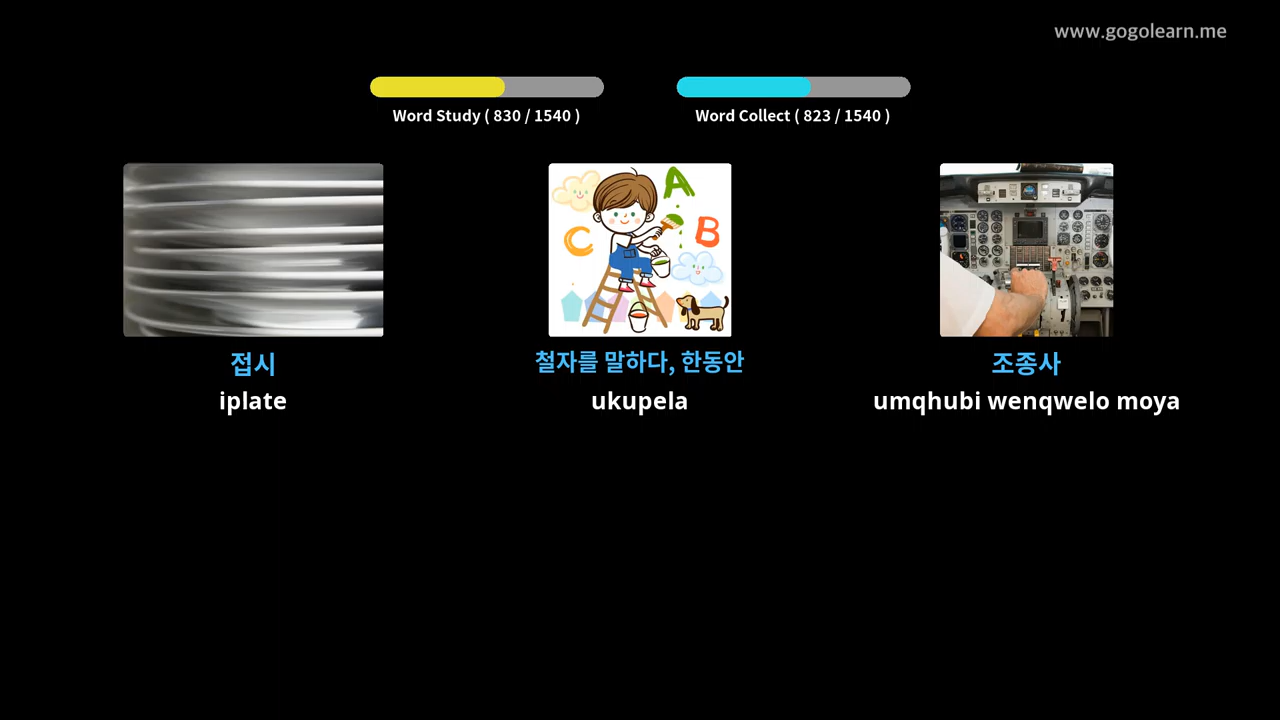 www.gogolearn.me
Word Study ( 830 / 1540 )
Word Collect ( 823 / 1540 )
A
B
C
접시
철자를 말하다, 한동안
조종사
iplate
ukupela
umqhubi wenqwelo moya